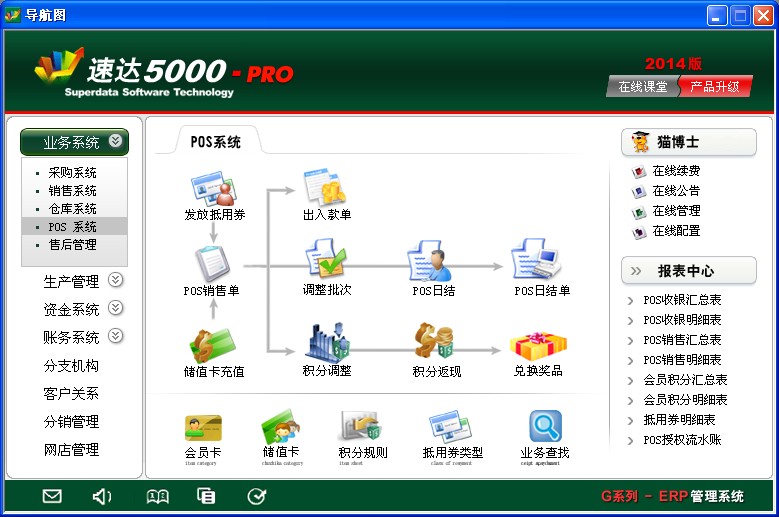 导航图
速达5000-PRO
Superdata Software Technology
2014版
在线课堂 产品升级
业务系统
采购系统
销售系统
仓库系统
POS 系统
售后管理
生产管理
资金系统
账务系统
分支机构
客户关系
分销管理
网店管理
POS系统
发放抵用券 出入款单
POS销售单 调整批次 POS日结 POS日结单
储值卡充值 积分调整 积分返现 兑换奖品
会员卡 储值卡 积分规则 抵用券类型 业务查找
item category chuzhika category item sheet class of resyment
猫博士
在线续费
在线公告
在线管理
在线配置
报表中心
POS收银汇总表
POS收银明细表
POS销售汇总表
POS销售明细表
会员积分汇总表
会员积分明细表
抵用券明细表
POS授权流水账
G系列 - ERP管理系统